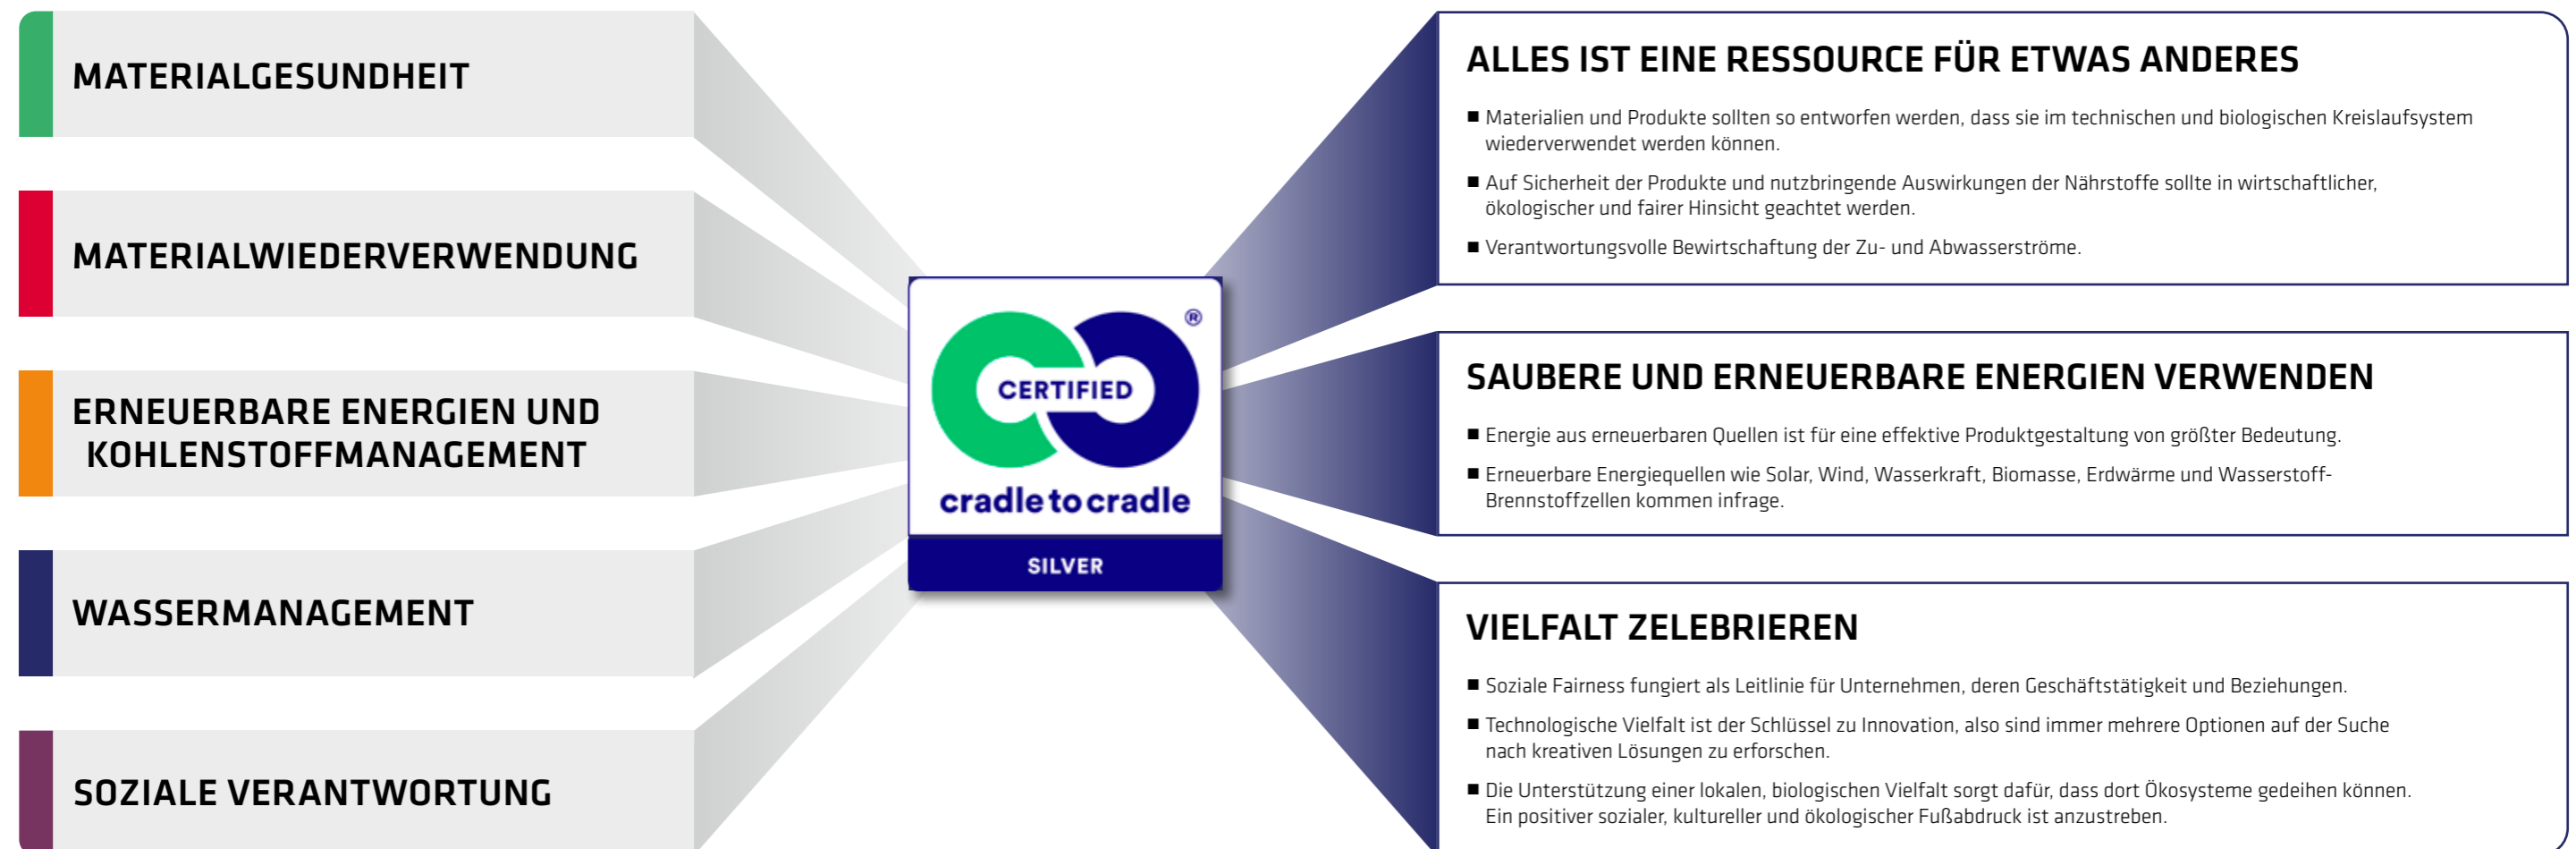 MATERIALGESUNDHEIT
MATERIALWIEDERVERWENDUNG
ERNEUERBARE ENERGIEN UND
KOHLENSTOFFMANAGEMENT
WASSERMANAGEMENT
SOZIALE VERANTWORTUNG
®
CERTIFIED
cradle to cradle
SILVER
ALLES IST EINE RESSOURCE FÜR ETWAS ANDERES
■ Materialien und Produkte sollten so entworfen werden, dass sie im technischen und biologischen Kreislaufsystem
wiederverwendet werden können.
■ Auf Sicherheit der Produkte und nutzbringende Auswirkungen der Nährstoffe sollte in wirtschaftlicher,
ökologischer und fairer Hinsicht geachtet werden.
■ Verantwortungsvolle Bewirtschaftung der Zu- und Abwasserströme.
SAUBERE UND ERNEUERBARE ENERGIEN VERWENDEN
■ Energie aus erneuerbaren Quellen ist für eine effektive Produktgestaltung von größter Bedeutung.
■ Erneuerbare Energiequellen wie Solar, Wind, Wasserkraft, Biomasse, Erdwärme und Wasserstoff-
Brennstoffzellen kommen infrage.
VIELFALT ZELEBRIEREN
■ Soziale Fairness fungiert als Leitlinie für Unternehmen, deren Geschäftstätigkeit und Beziehungen.
■ Technologische Vielfalt ist der Schlüssel zu Innovation, also sind immer mehrere Optionen auf der Suche
nach kreativen Lösungen zu erforschen.
■ Die Unterstützung einer lokalen, biologischen Vielfalt sorgt dafür, dass dort Ökosysteme gedeihen können.
Ein positiver sozialer, kultureller und ökologischer Fußabdruck ist anzustreben.